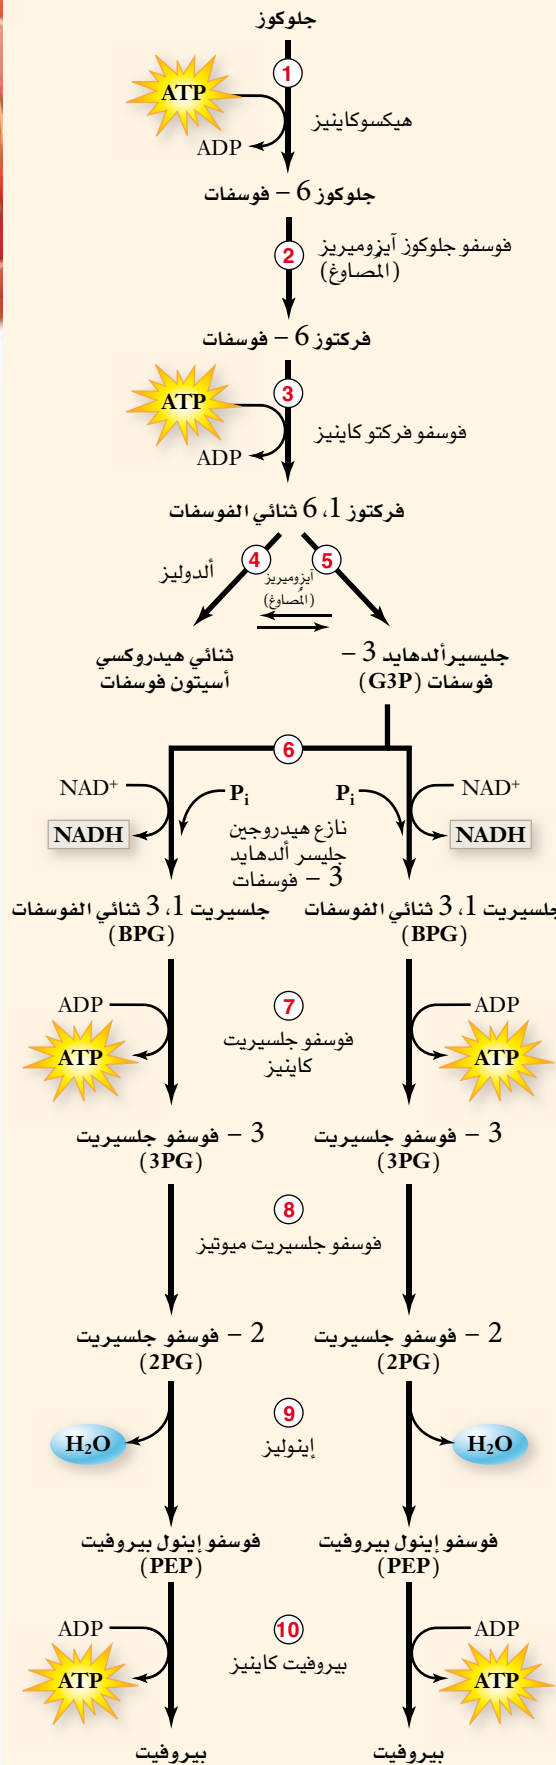 جلوكوز
1
ATP
هيكسوكاينيز
ADP
جلوكوز 6 – فوسفات
2
فوسفو جلوكوز آيزوميريز
(المُصاوغ)
فركتوز 6 – فوسفات
3
ATP
فوسفو فركتو كاينيز
ADP
فركتوز 1، 6 ثنائي الفوسفات
5
4
ألدوليز
آيزوميريز
(المُصاوغ)
جليسيرألدهايد 3 –
فوسفات (G3P)
ثنائي هيدروكسي
أسيتون فوسفات
6
NAD+
Pi
Pi
NAD+
NADH
NADH
نازع هيدروجين
جليسر ألدهايد
3 – فوسفات
جلسيريت 1، 3 ثنائي الفوسفات
(BPG)
جلسيريت 1، 3 ثنائي الفوسفات
(BPG)
7
ADP
ADP
فوسفو جلسيريت
كاينيز
ATP
ATP
3 – فوسفو جلسيريت
(3PG)
3 – فوسفو جلسيريت
(3PG)
8
فوسفو جلسيريت ميوتيز
2 – فوسفو جلسيريت
(2PG)
2 – فوسفو جلسيريت
(2PG)
9
إينوليز
H2O
H2O
فوسفو إينول بيروفيت
(PEP)
فوسفو إينول بيروفيت
(PEP)
10
بيروفيت كاينيز
ADP
ADP
ATP
ATP
بيروفيت
بيروفيت